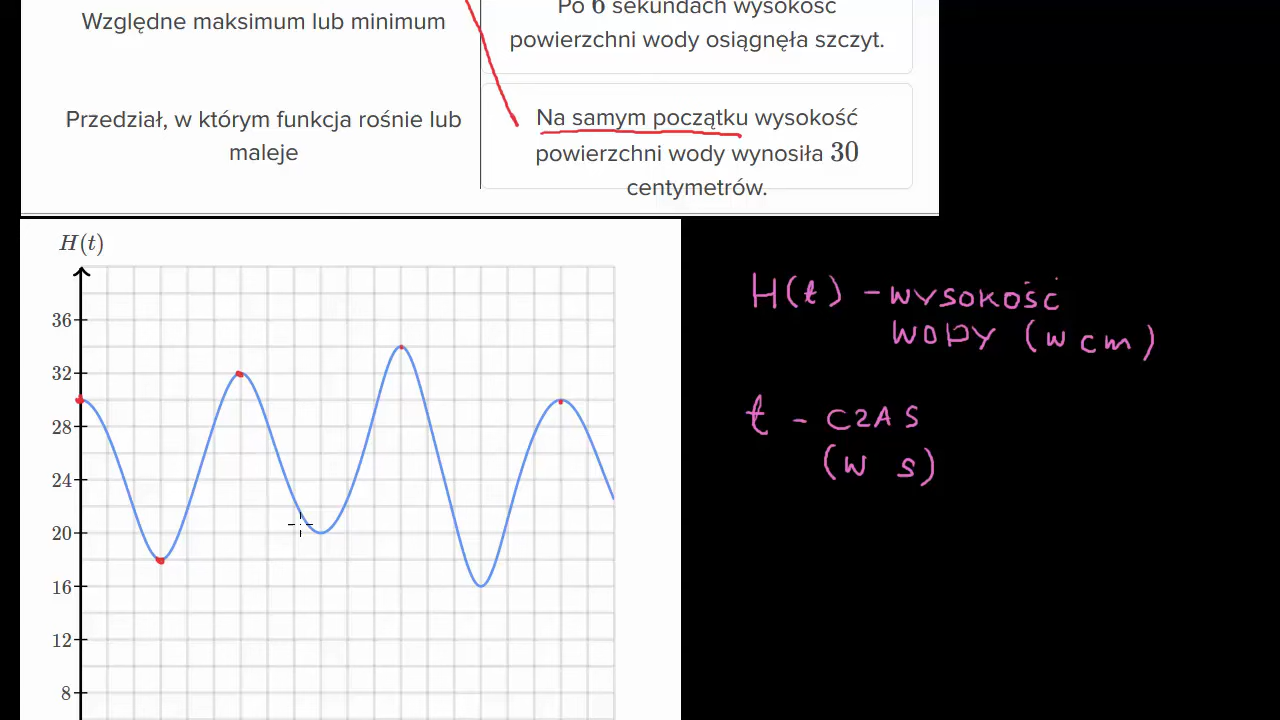 Względne maksimum lub minimum
Po 6 sekundach wysokość
powierzchni wody osiągnęła szczyt.
Przedział, w którym funkcja rośnie lub
maleje
Na samym początku wysokość
powierzchni wody wynosiła 30
centymetrów.
H(t)
36
32
28
24
20
16
12
8
H(t) - WYSOKOŚĆ
WODY (W cm)
t - CZAS
(W S)